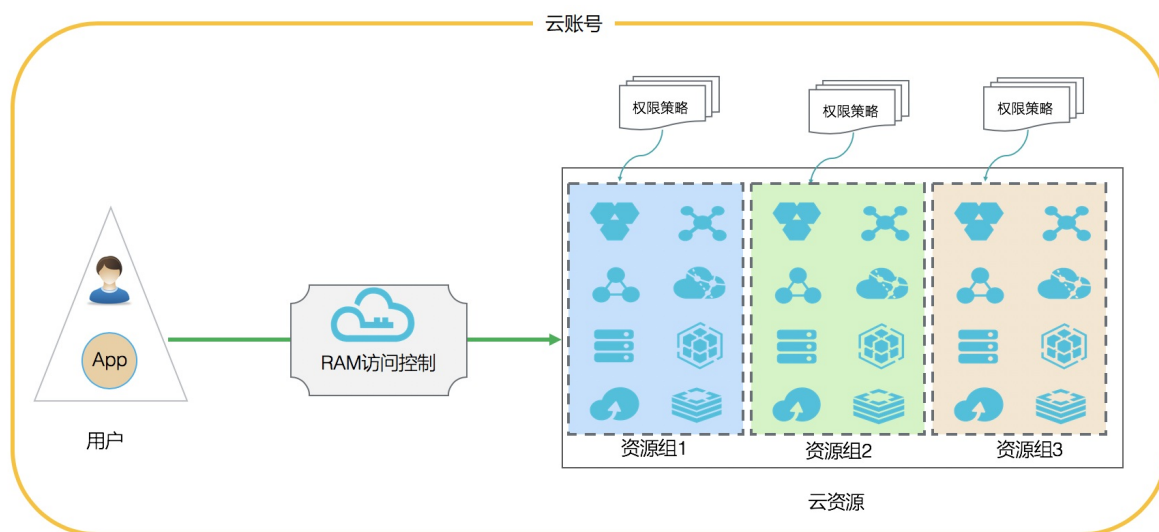 云账号
权限策略
权限策略
权限策略
App
RAM访问控制
用户
资源组1
资源组2
资源组3
云资源